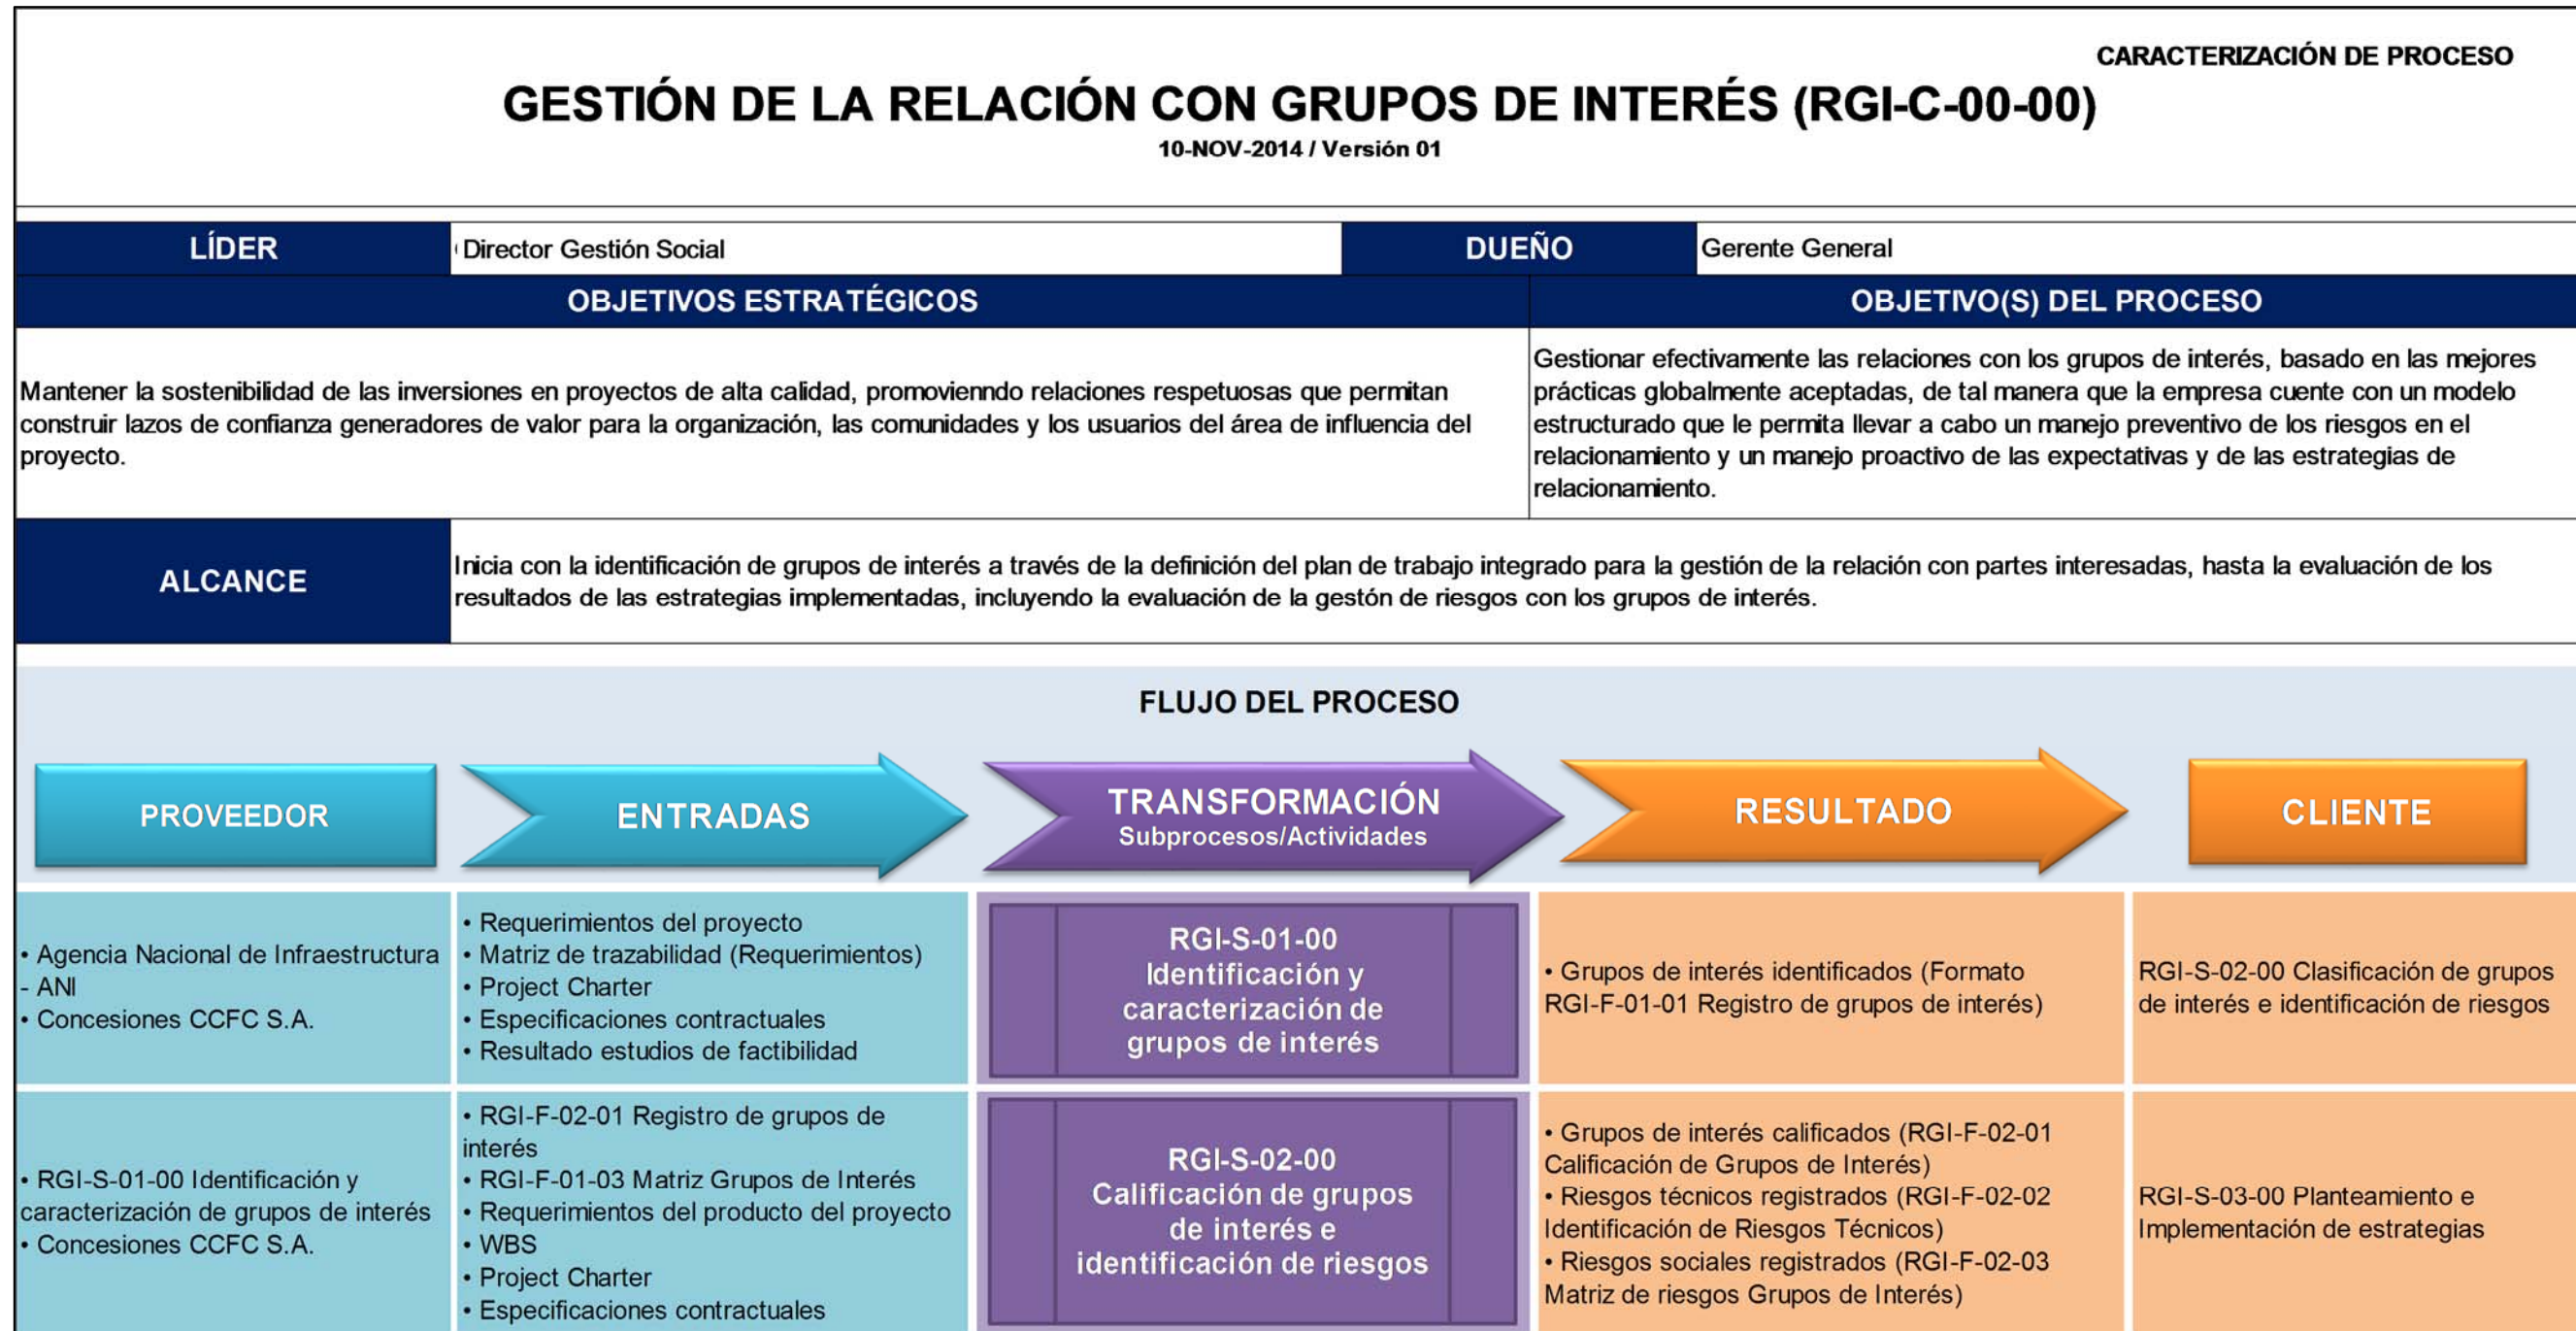 CARACTERIZACIÓN DE PROCESO
GESTIÓN DE LA RELACIÓN CON GRUPOS DE INTERÉS (RGI-C-00-00)
10-NOV-2014 / Versión 01
LÍDER
Director Gestión Social
DUEÑO
Gerente General
OBJETIVOS ESTRATÉGICOS
OBJETIVO(S) DEL PROCESO
Mantener la sostenibilidad de las inversiones en proyectos de alta calidad, promovienndo relaciones respetuosas que permitan
construir lazos de confianza generadores de valor para la organización, las comunidades y los usuarios del área de influencia del
proyecto.
Gestionar efectivamente las relaciones con los grupos de interés, basado en las mejores
prácticas globalmente aceptadas, de tal manera que la empresa cuente con un modelo
estructurado que le permita llevar a cabo un manejo preventivo de los riesgos en el
relacionamiento y un manejo proactivo de las expectativas y de las estrategias de
relacionamiento.
ALCANCE
Inicia con la identificación de grupos de interés a través de la definición del plan de trabajo integrado para la gestión de la relación con partes interesadas, hasta la evaluación de los
resultados de las estrategias implementadas, incluyendo la evaluación de la gestón de riesgos con los grupos de interés.
FLUJO DEL PROCESO
PROVEEDOR
ENTRADAS
TRANSFORMACIÓN
Subprocesos/Actividades
RESULTADO
CLIENTE
• Agencia Nacional de Infraestructura
- ANI
• Concesiones CCFC S.A.
• Requerimientos del proyecto
• Matriz de trazabilidad (Requerimientos)
• Project Charter
• Especificaciones contractuales
• Resultado estudios de factibilidad
RGI-S-01-00
Identificación y
caracterización de
grupos de interés
• Grupos de interés identificados (Formato
RGI-F-01-01 Registro de grupos de interés)
RGI-S-02-00 Clasificación de grupos
de interés e identificación de riesgos
• RGI-S-01-00 Identificación y
caracterización de grupos de interés
• Concesiones CCFC S.A.
• RGI-F-02-01 Registro de grupos de
interés
• RGI-F-01-03 Matriz Grupos de Interés
• Requerimientos del producto del proyecto
• WBS
• Project Charter
• Especificaciones contractuales
RGI-S-02-00
Calificación de grupos
de interés e
identificación de riesgos
• Grupos de interés calificados (RGI-F-02-01
Calificación de Grupos de Interés)
• Riesgos técnicos registrados (RGI-F-02-02
Identificación de Riesgos Técnicos)
• Riesgos sociales registrados (RGI-F-02-03
Matriz de riesgos Grupos de Interés)
RGI-S-03-00 Planteamiento e
Implementación de estrategias